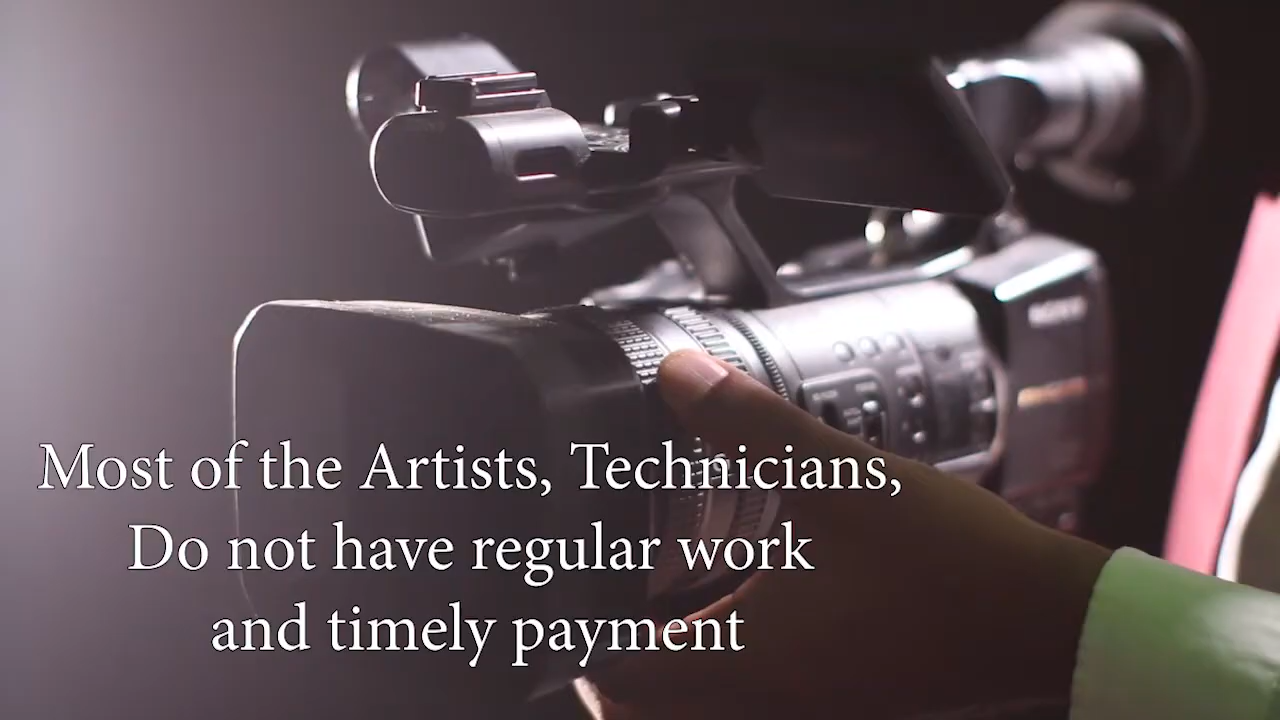 Most of the Artists, Technicians,
Do not have regular work
and timely payment